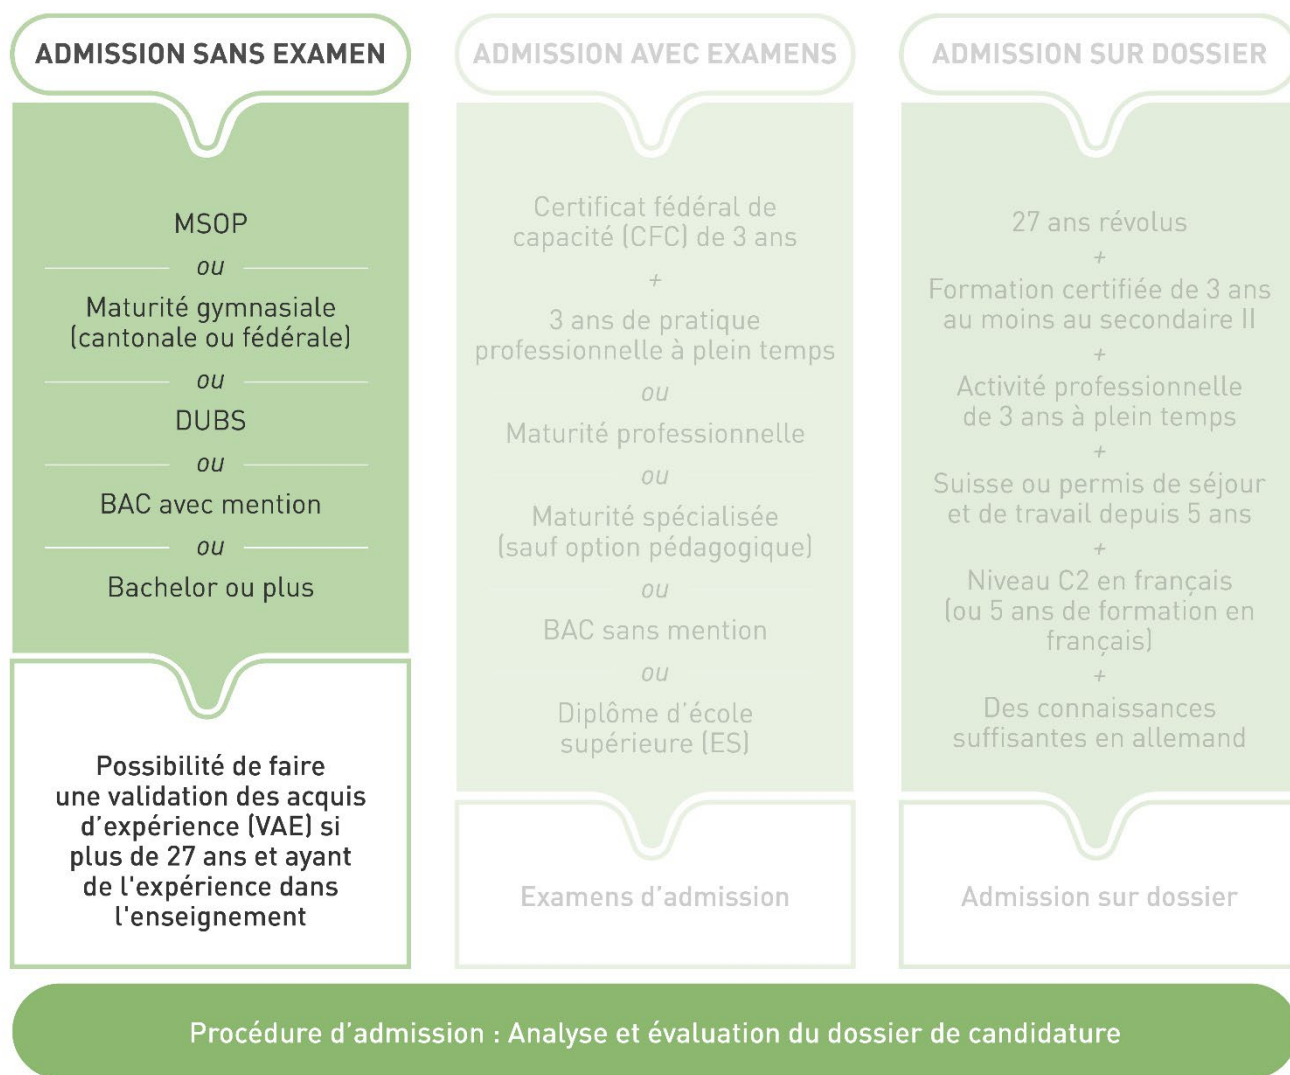 ADMISSION SANS EXAMEN
MSOP
ou
Maturité gymnasiale
(cantonale ou fédérale)
ou
DUBS
ou
BAC avec mention
ou
Bachelor ou plus
Possibilité de faire
une validation des acquis
d’expérience (VAE) si
plus de 27 ans et ayant
de l'expérience dans
l'enseignement
ADMISSION AVEC EXAMENS
Certificat fédéral de
capacité (CFC) de 3 ans
+
3 ans de pratique
professionnelle à plein temps
ou
Maturité professionnelle
ou
Maturité spécialisée
(sauf option pédagogique)
ou
BAC sans mention
ou
Diplôme d’école
supérieure (ES)
Examens d’admission
ADMISSION SUR DOSSIER
27 ans révolus
+
Formation certifiée de 3 ans
au moins au secondaire II
+
Activité professionnelle
de 3 ans à plein temps
+
Suisse ou permis de séjour
et de travail depuis 5 ans
+
Niveau C2 en français
(ou 5 ans de formation en
français)
+
Des connaissances
suffisantes en allemand
Admission sur dossier
Procédure d’admission : Analyse et évaluation du dossier de candidature